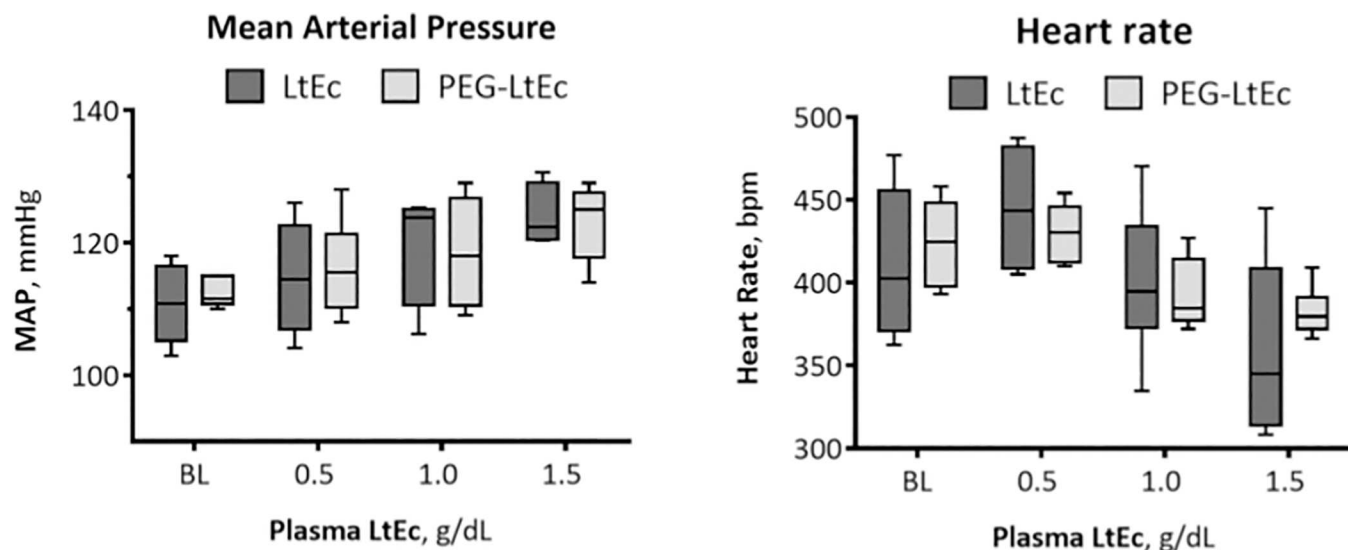 Mean Arterial Pressure
LtEc PEG-LtEc
MAP, mmHg
140
120
100
BL 0.5 1.0 1.5
Plasma LtEc, g/dL
Heart rate
LtEc PEG-LtEc
Heart Rate, bpm
500
450
400
350
300
BL 0.5 1.0 1.5
Plasma LtEc, g/dL